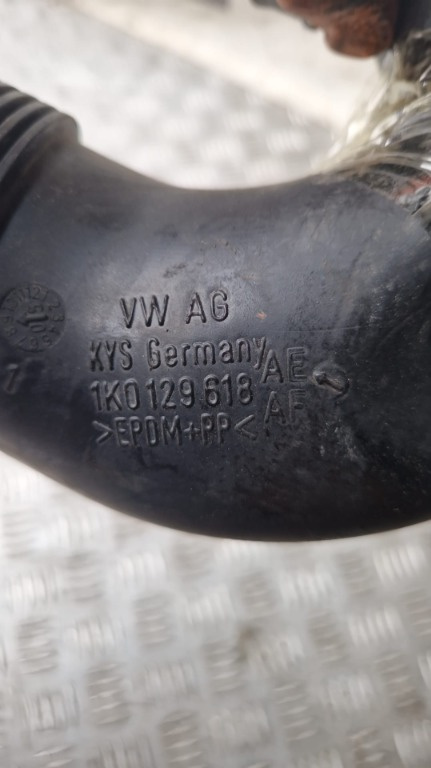 VW AG
KYS Germany AE
1K0 129 618 AF
>EPDM+PP<